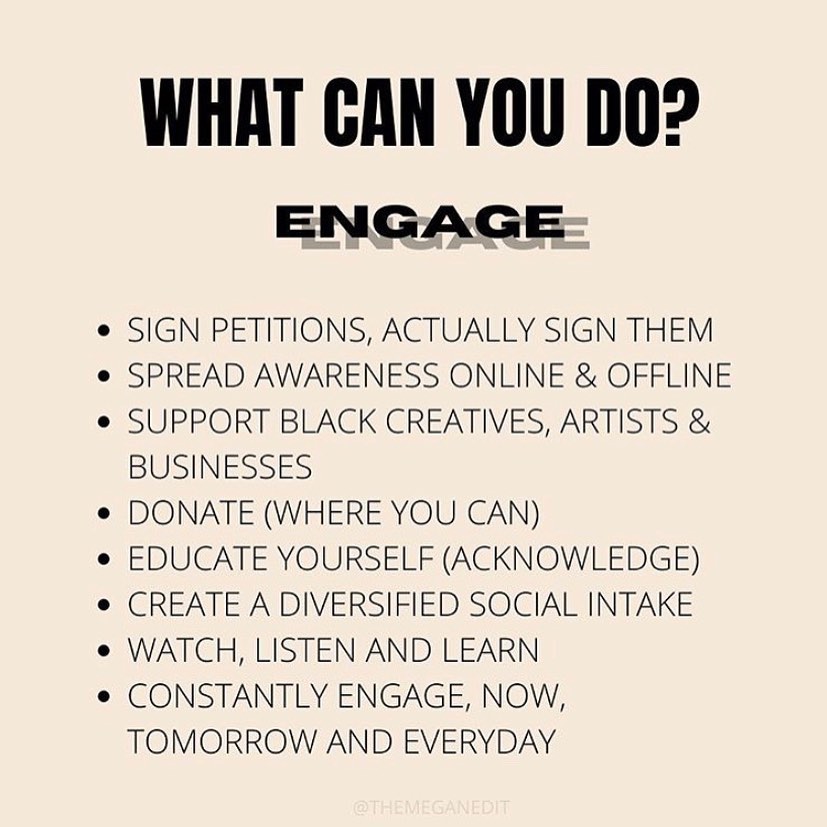 WHAT CAN YOU DO?
ENGAGE
• SIGN PETITIONS, ACTUALLY SIGN THEM
• SPREAD AWARENESS ONLINE & OFFLINE
• SUPPORT BLACK CREATIVES, ARTISTS &
BUSINESSES
• DONATE (WHERE YOU CAN)
• EDUCATE YOURSELF (ACKNOWLEDGE)
• CREATE A DIVERSIFIED SOCIAL INTAKE
• WATCH, LISTEN AND LEARN
• CONSTANTLY ENGAGE, NOW,
TOMORROW AND EVERYDAY
@THEMEGANEDIT